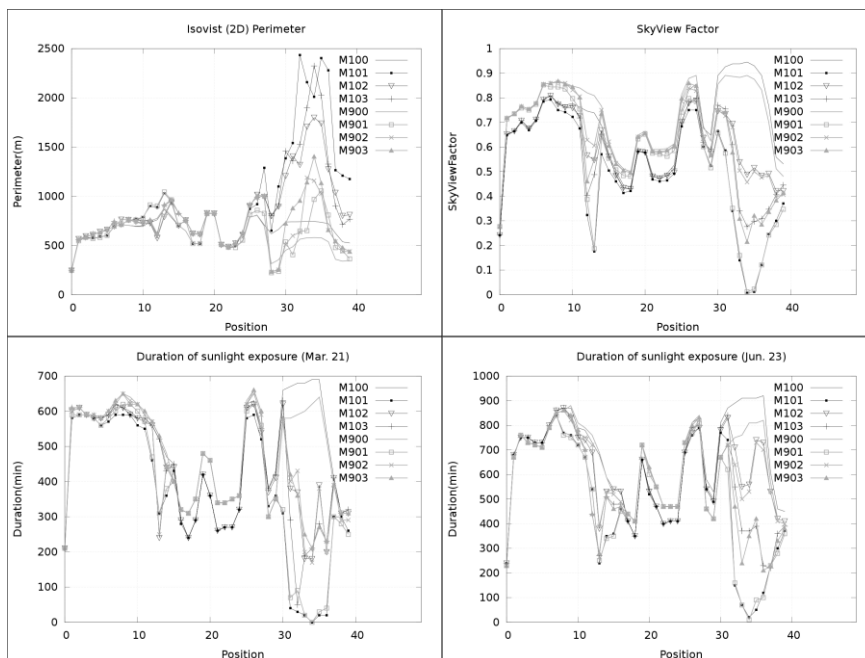 Isovist (2D) Perimeter
2500
2000
1500
1000
500
0
Perimeter(m)
0 10 20 30 40
Position
M100
M101
M102
M103
M900
M901
M902
M903
SkyView Factor
1
0.9
0.8
0.7
0.6
0.5
0.4
0.3
0.2
0.1
0
SkyViewFactor
0 10 20 30 40
Position
M100
M101
M102
M103
M900
M901
M902
M903
Duration of sunlight exposure (Mar. 21)
700
600
500
400
300
200
100
0
Duration(min)
0 10 20 30 40
Position
M100
M101
M102
M103
M900
M901
M902
M903
Duration of sunlight exposure (Jun. 23)
1000
900
800
700
600
500
400
300
200
100
0
Duration(min)
0 10 20 30 40
Position
M100
M101
M102
M103
M900
M901
M902
M903